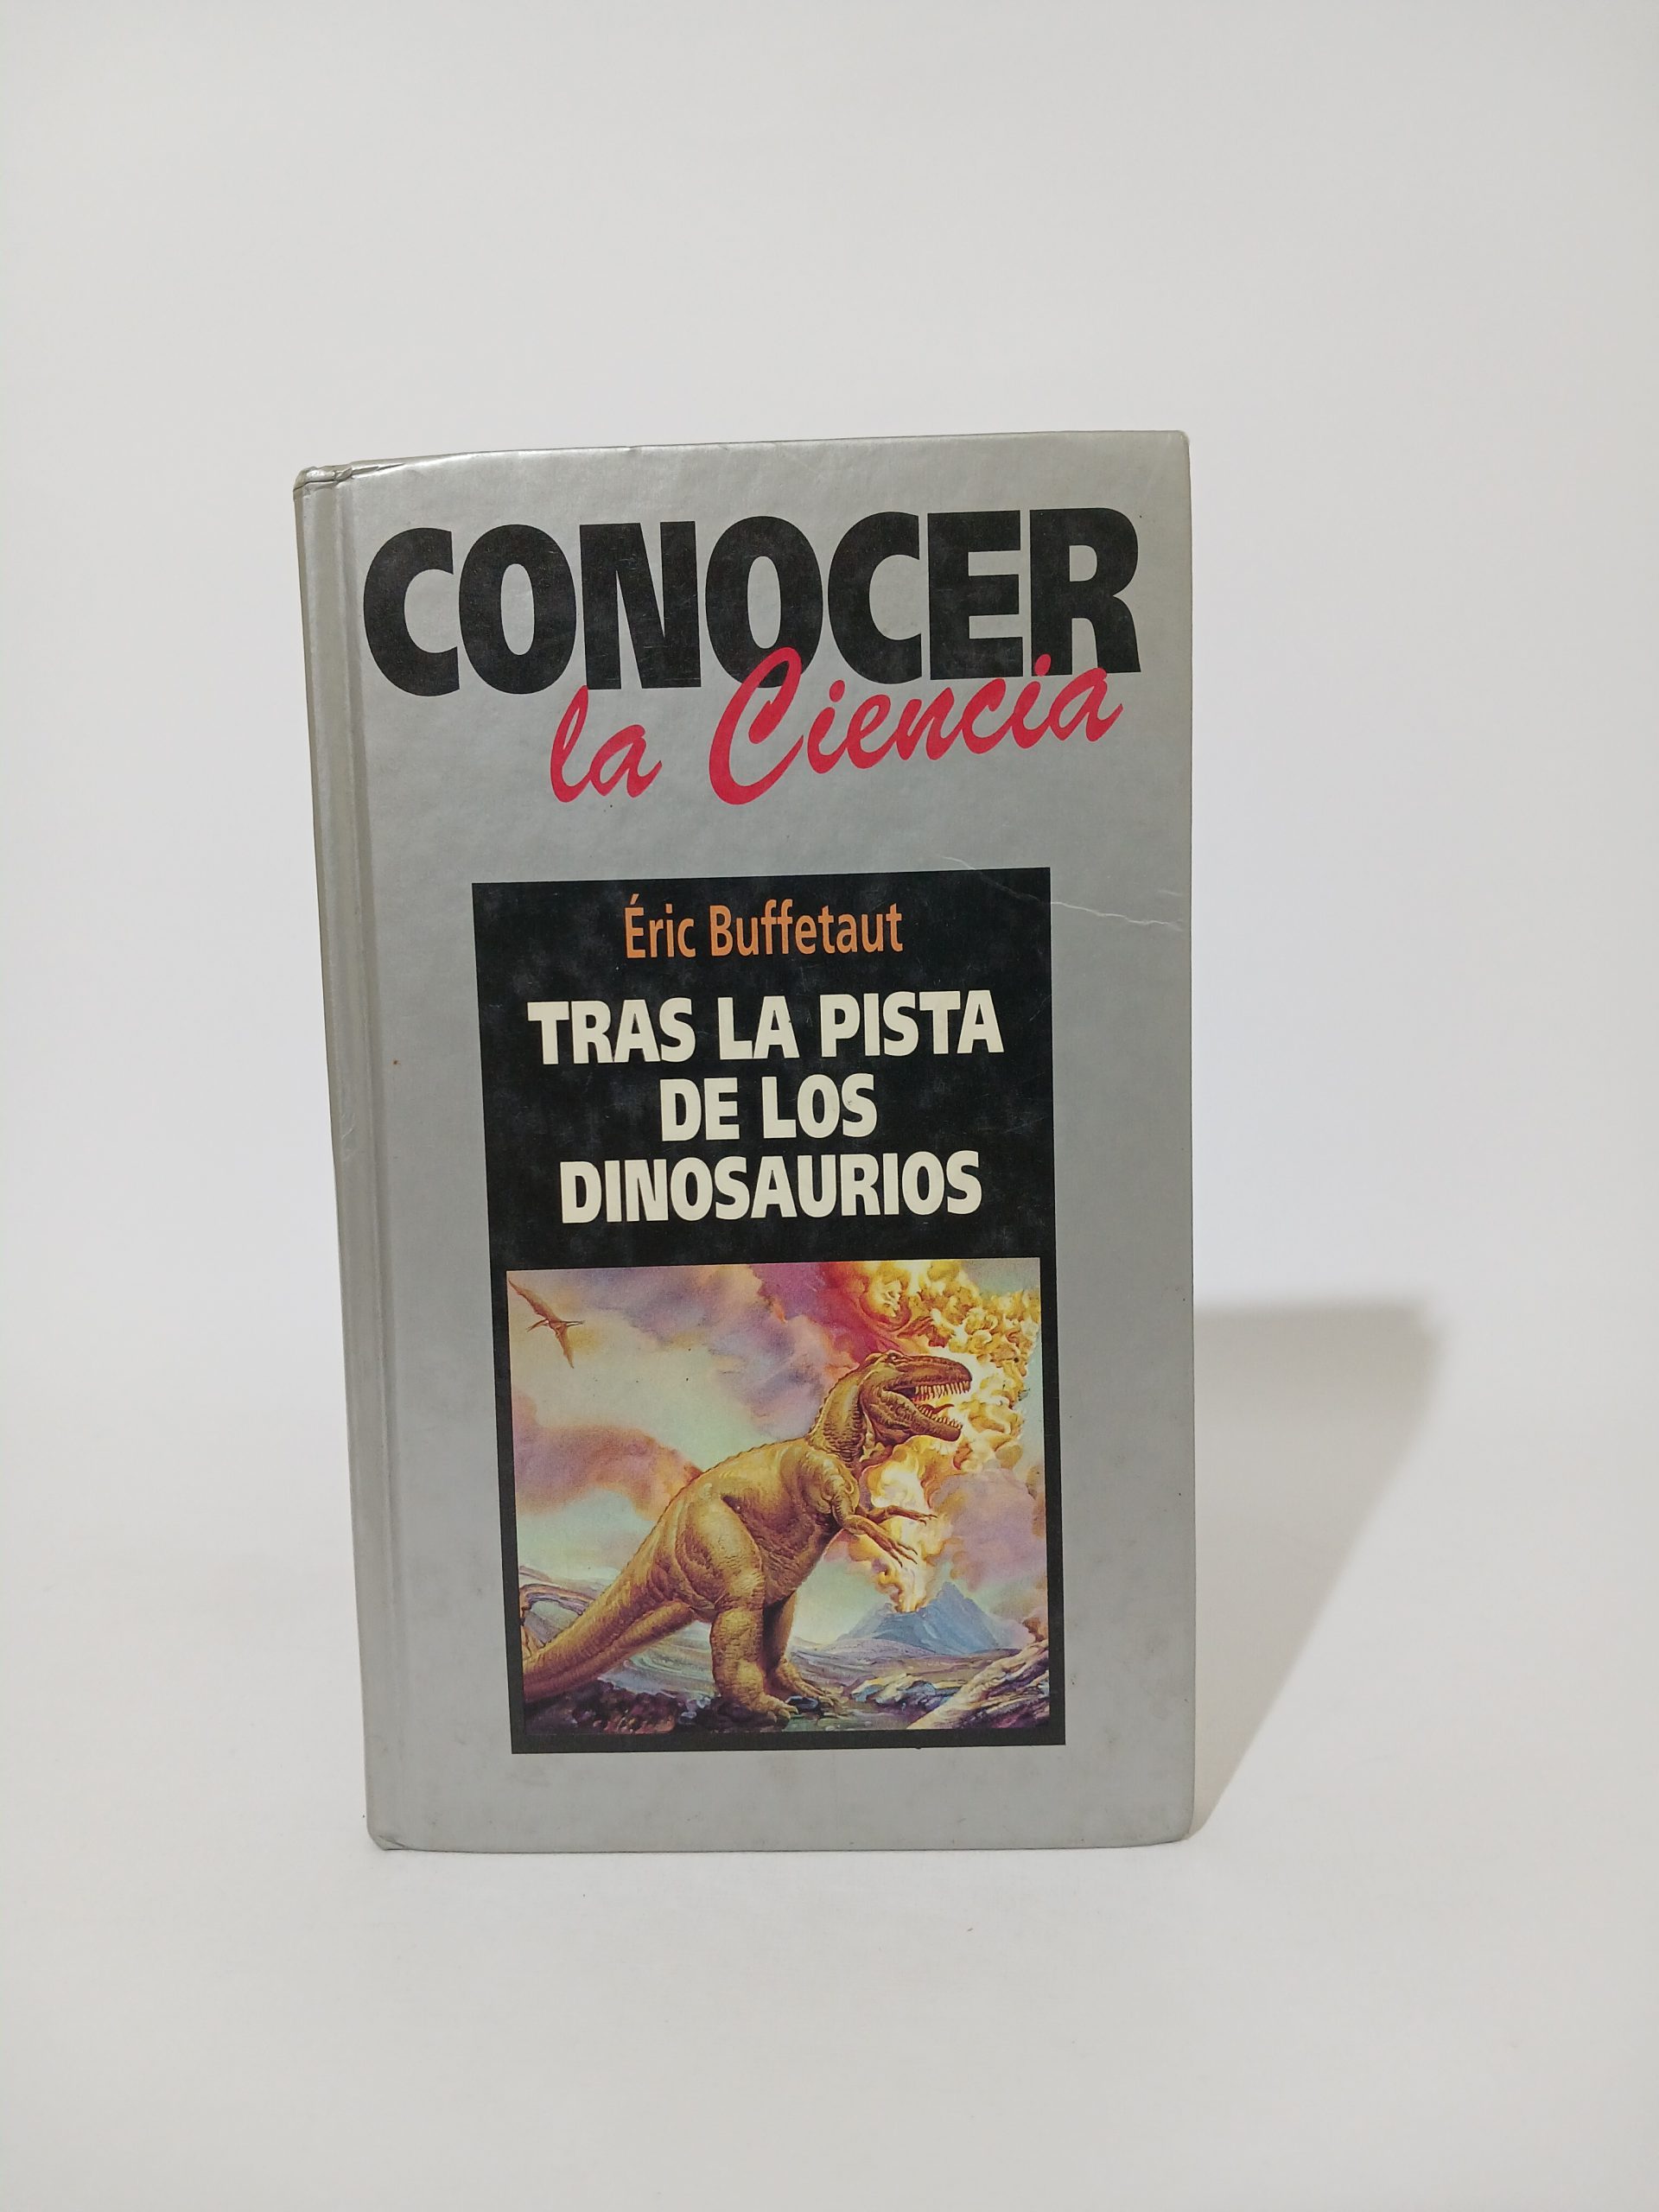 CONOCER
la Ciencia
Éric Buffetaut
TRAS LA PISTA
DE LOS
DINOSAURIOS